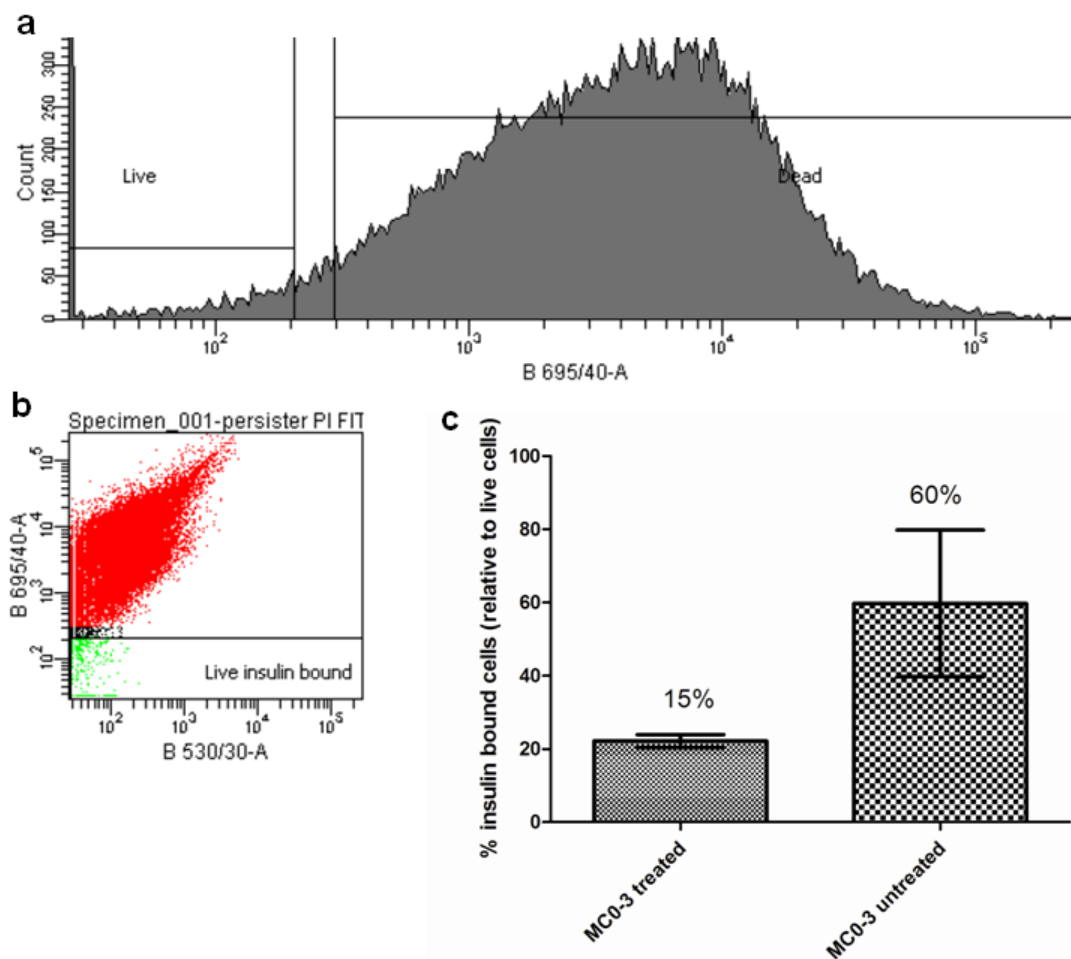 a
Count
300
250
200
150
100
50
0
Live
Dead
10²
10³
10⁴
10⁵
B 695/40-A
b
Specimen_001-persister PI FIT
B 695/40-A
10⁵
10⁴
10³
10²
Live insulin bound
10²
10³
10⁴
10⁵
B 530/30-A
c
% insulin bound cells (relative to live cells)
100
80
60
40
20
0
15%
60%
MC0-3 treated
MC0-3 untreated